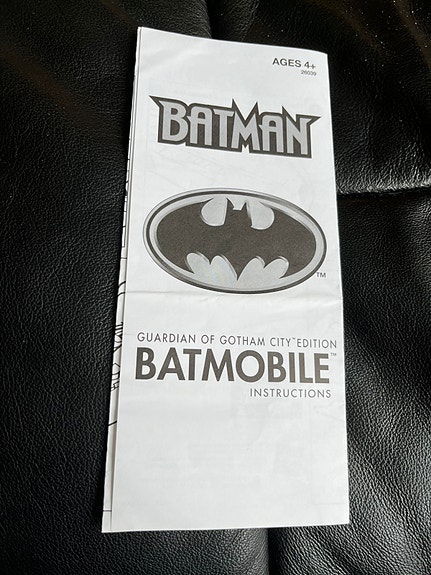 AGES 4+
26039
BATMAN
TM
GUARDIAN OF GOTHAM CITY™ EDITION
BATMOBILE™
INSTRUCTIONS